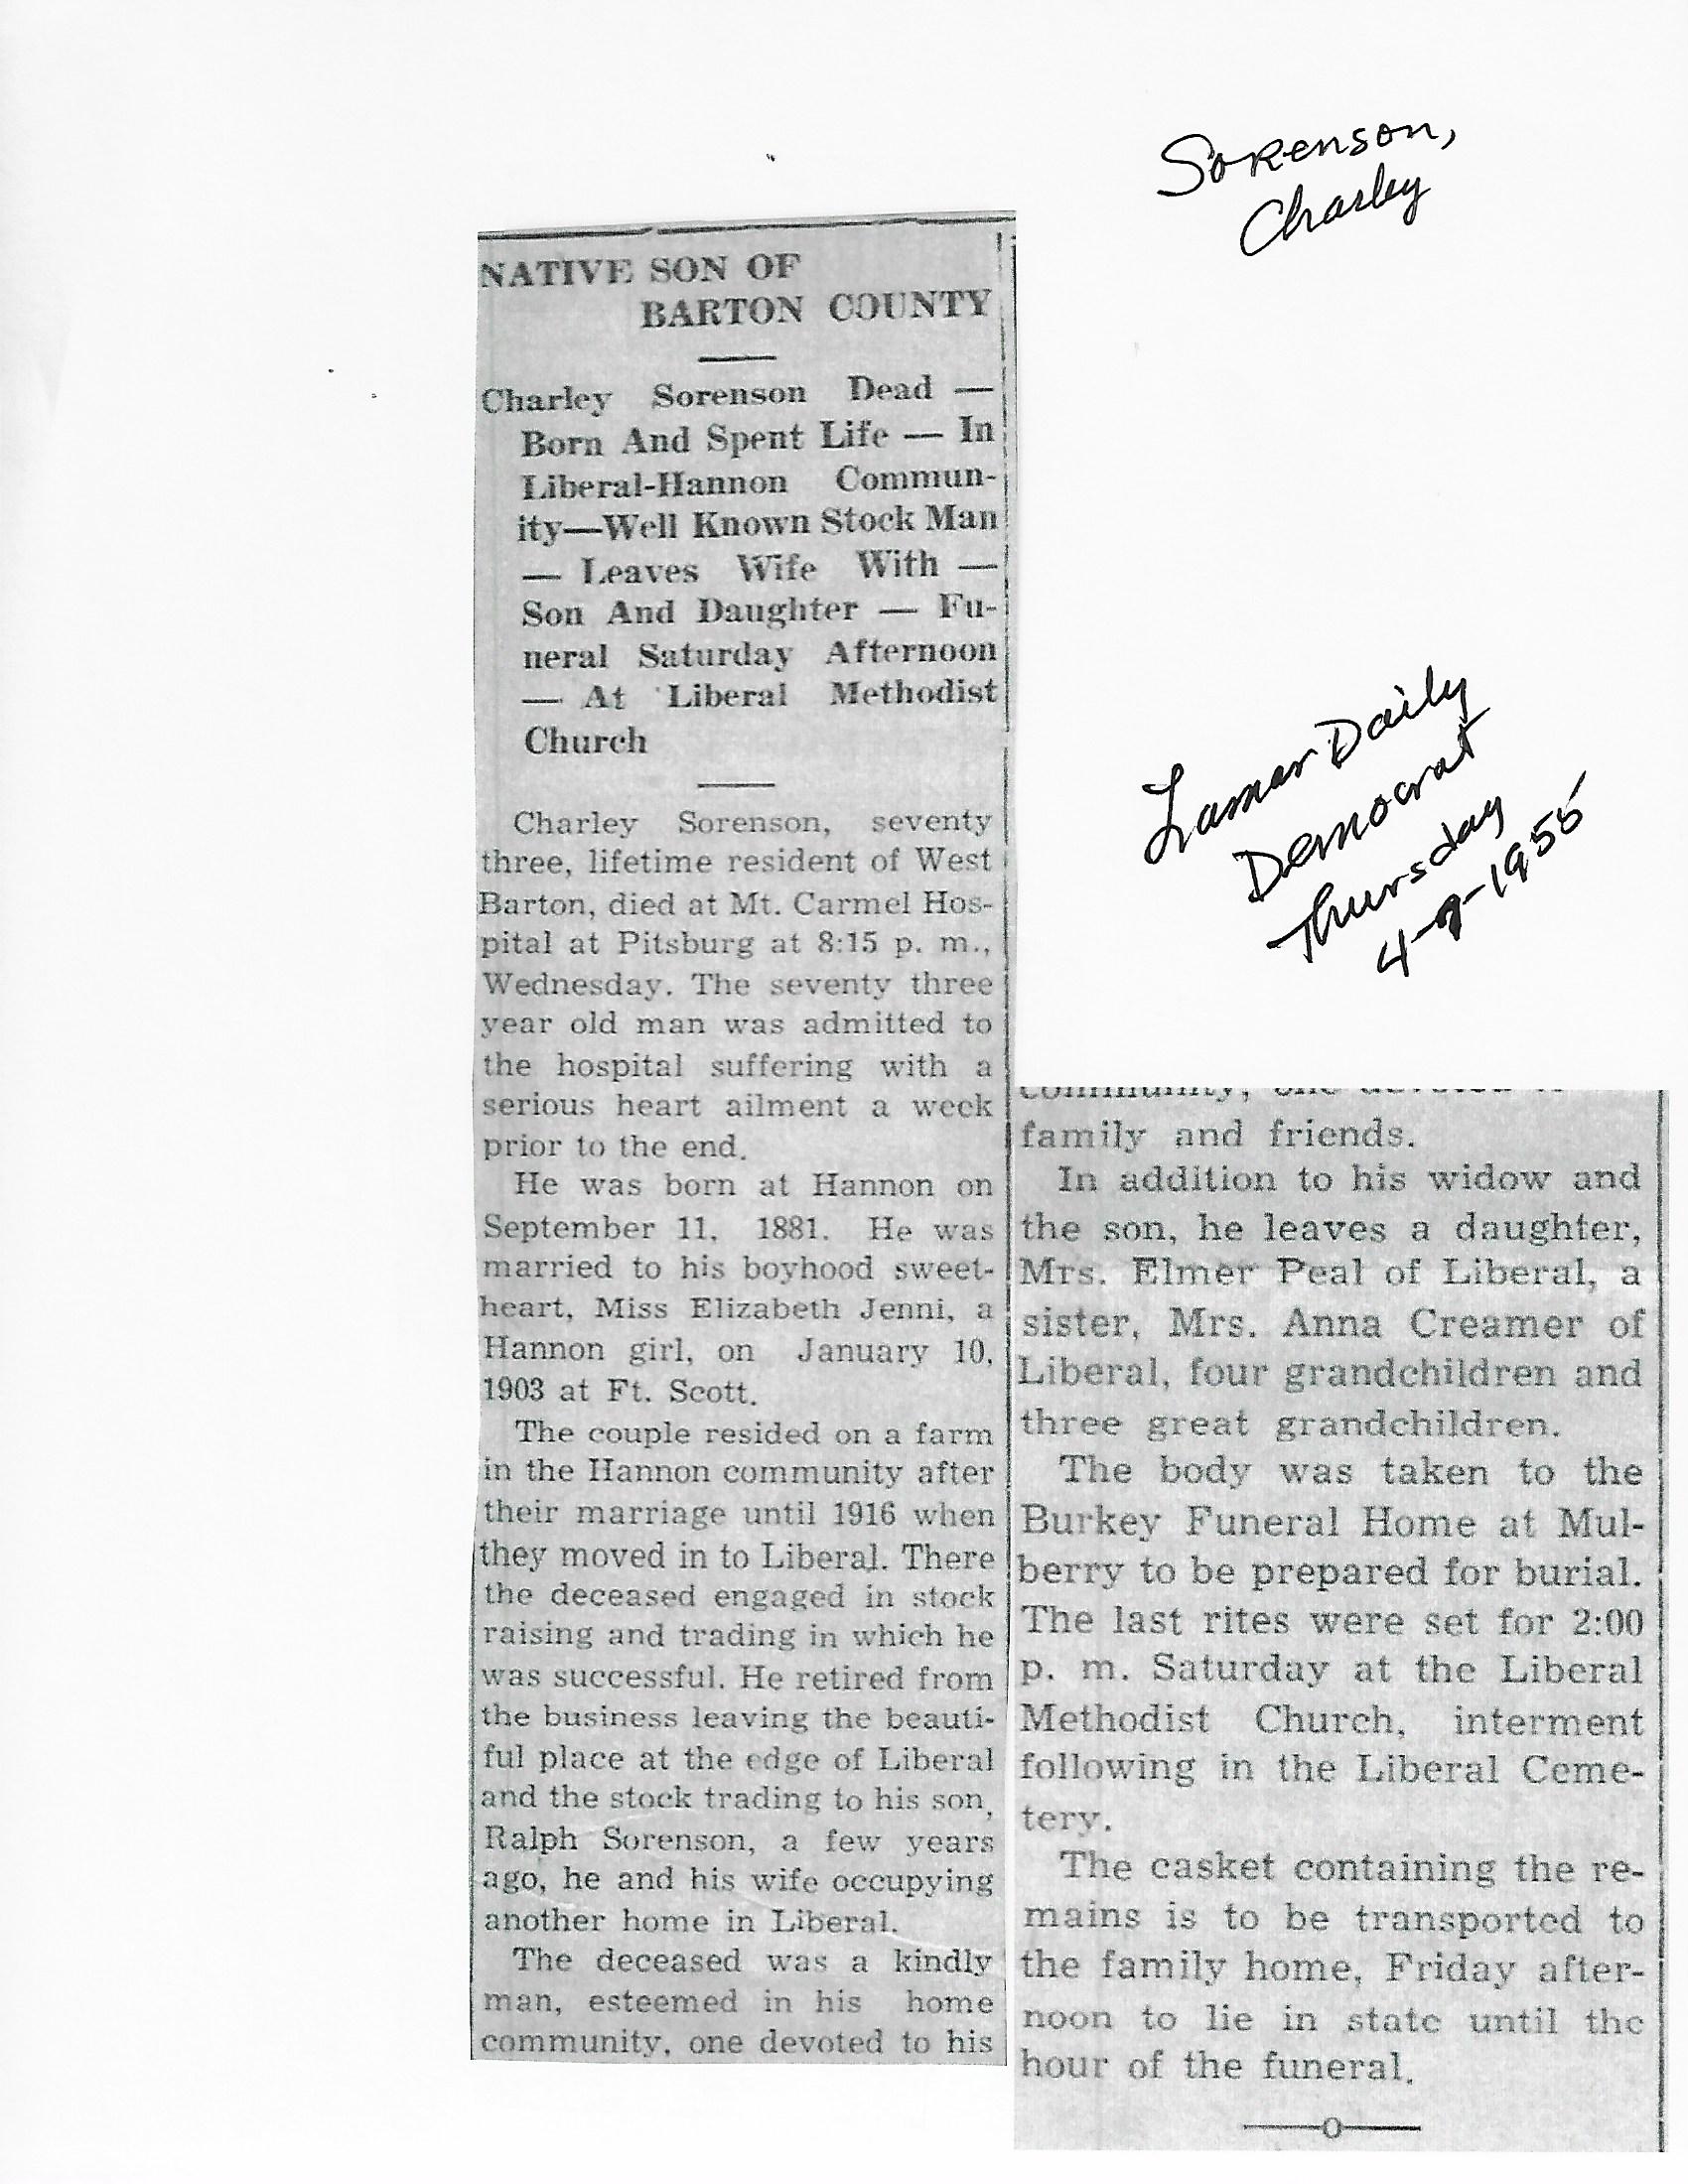 Sorenson,
Charley
NATIVE SON OF
BARTON COUNTY
Charley Sorenson Dead —
Born And Spent Life — In
Liberal-Hannon Commun-
ity—Well Known Stock Man
— Leaves Wife With —
Son And Daughter — Fu-
neral Saturday Afternoon
— At Liberal Methodist
Church
Charley Sorenson, seventy
three, lifetime resident of West
Barton, died at Mt. Carmel Hos-
pital at Pitsburg at 8:15 p. m.,
Wednesday. The seventy three
year old man was admitted to
the hospital suffering with a
serious heart ailment a week
prior to the end.
He was born at Hannon on
September 11, 1881. He was
married to his boyhood sweet-
heart, Miss Elizabeth Jenni, a
Hannon girl, on January 10,
1903 at Ft. Scott.
The couple resided on a farm
in the Hannon community after
their marriage until 1916 when
they moved in to Liberal. There
the deceased engaged in stock
raising and trading in which he
was successful. He retired from
the business leaving the beauti-
ful place at the edge of Liberal
and the stock trading to his son,
Ralph Sorenson, a few years
ago, he and his wife occupying
another home in Liberal.
The deceased was a kindly
man, esteemed in his home
community, one devoted to his
Lamar Daily
Democrat
Thursday
4-7-1955
family and friends.
In addition to his widow and
the son, he leaves a daughter,
Mrs. Elmer Peal of Liberal, a
sister, Mrs. Anna Creamer of
Liberal, four grandchildren and
three great grandchildren.
The body was taken to the
Burkey Funeral Home at Mul-
berry to be prepared for burial.
The last rites were set for 2:00
p. m. Saturday at the Liberal
Methodist Church, interment
following in the Liberal Ceme-
tery.
The casket containing the re-
mains is to be transported to
the family home, Friday after-
noon to lie in state until the
hour of the funeral.
—o—